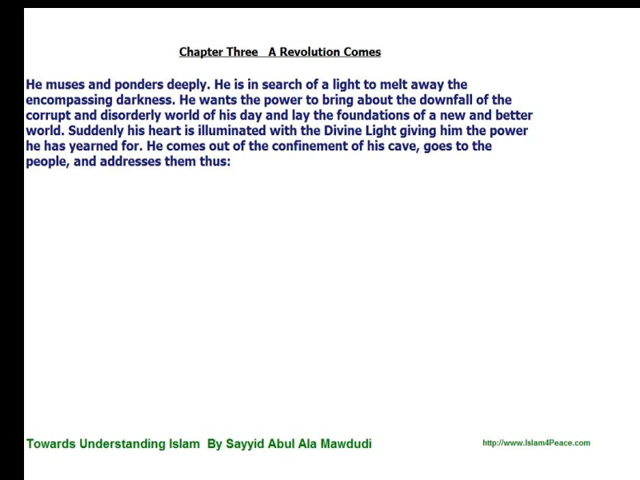 Chapter Three A Revolution Comes
He muses and ponders deeply. He is in search of a light to melt away the
encompassing darkness. He wants the power to bring about the downfall of the
corrupt and disorderly world of his day and lay the foundations of a new and better
world. Suddenly his heart is illuminated with the Divine Light giving him the power
he has yearned for. He comes out of the confinement of his cave, goes to the
people, and addresses them thus:
Towards Understanding Islam By Sayyid Abul Ala Mawdudi
http://www.Islam4Peace.com